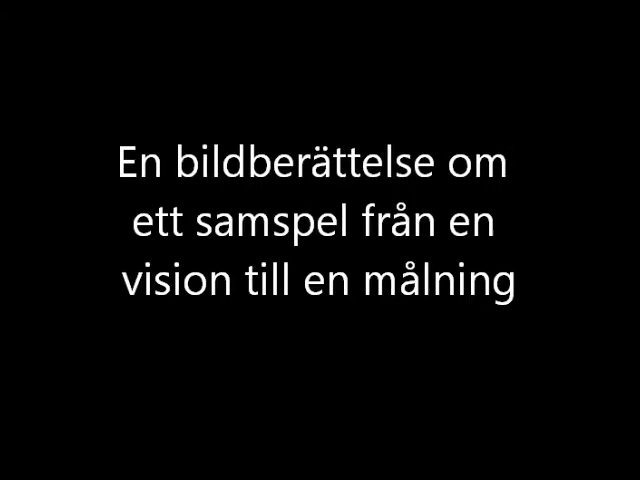 En bildberättelse om
ett samspel från en
vision till en målning